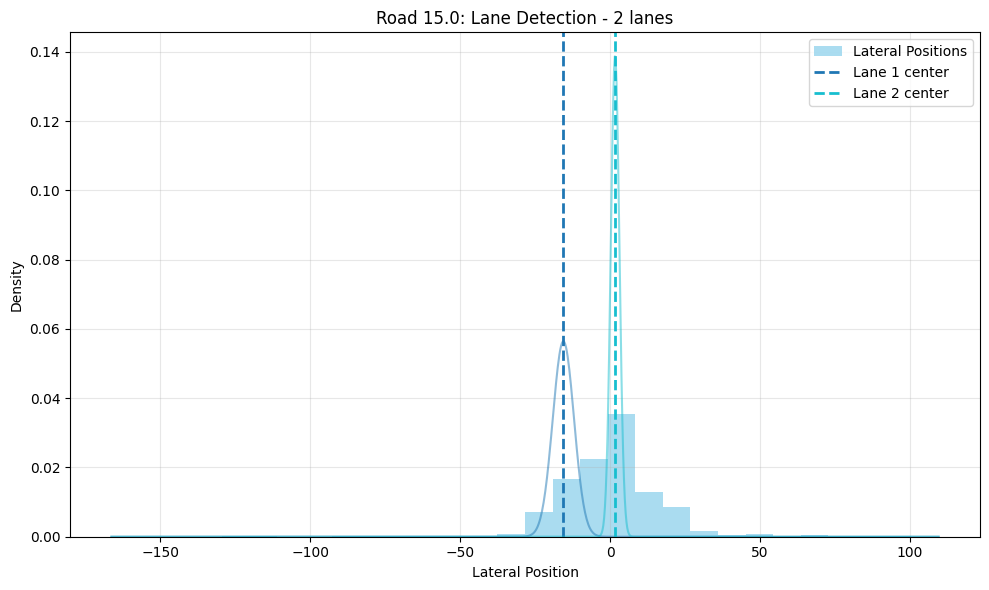 Road 15.0: Lane Detection - 2 lanes
Lateral Positions
Lane 1 center
Lane 2 center
Density
0.14
0.12
0.10
0.08
0.06
0.04
0.02
0.00
−150
−100
−50
0
50
100
Lateral Position